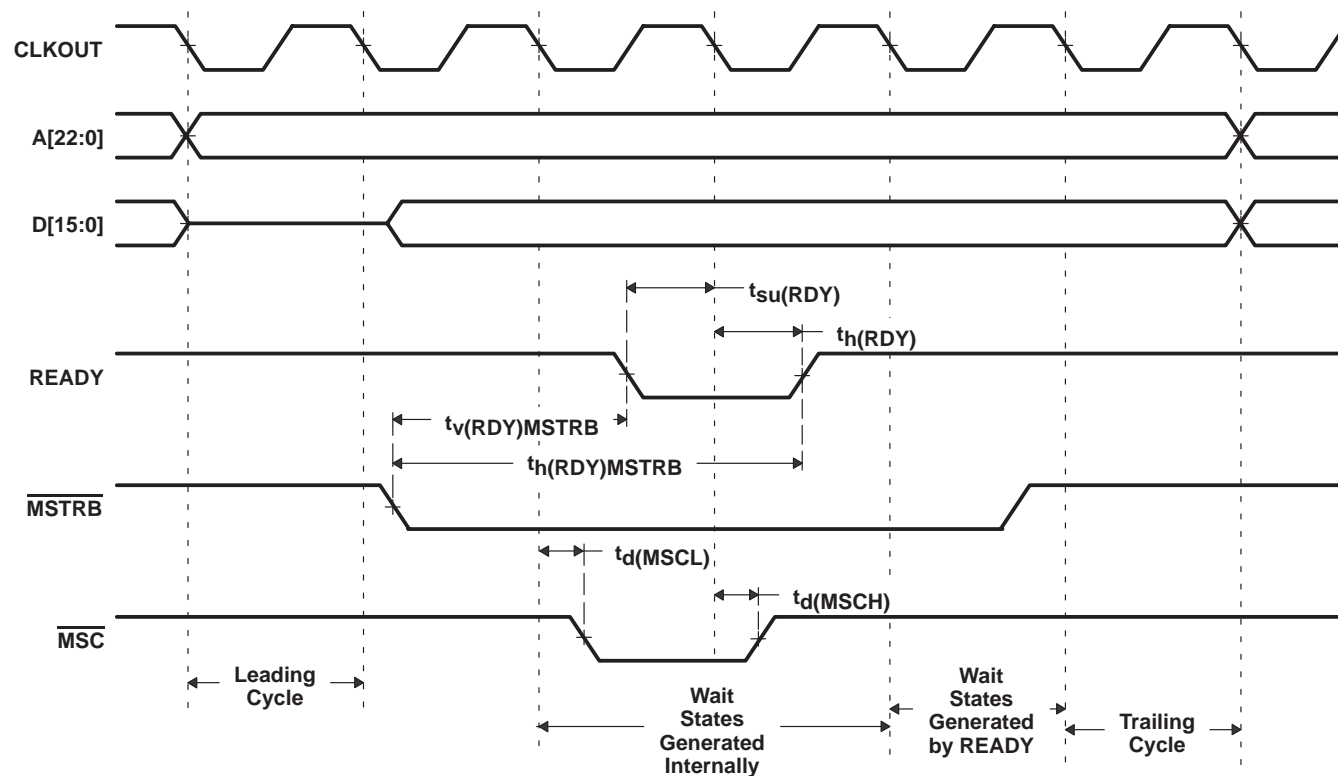 CLKOUT
A[22:0]
D[15:0]
tsu(RDY)
th(RDY)
READY
tv(RDY)MSTRB
th(RDY)MSTRB
MSTRB
td(MSCL)
td(MSCH)
MSC
Leading
Cycle
Wait
States
Generated
Internally
Wait
States
Generated
by READY
Trailing
Cycle